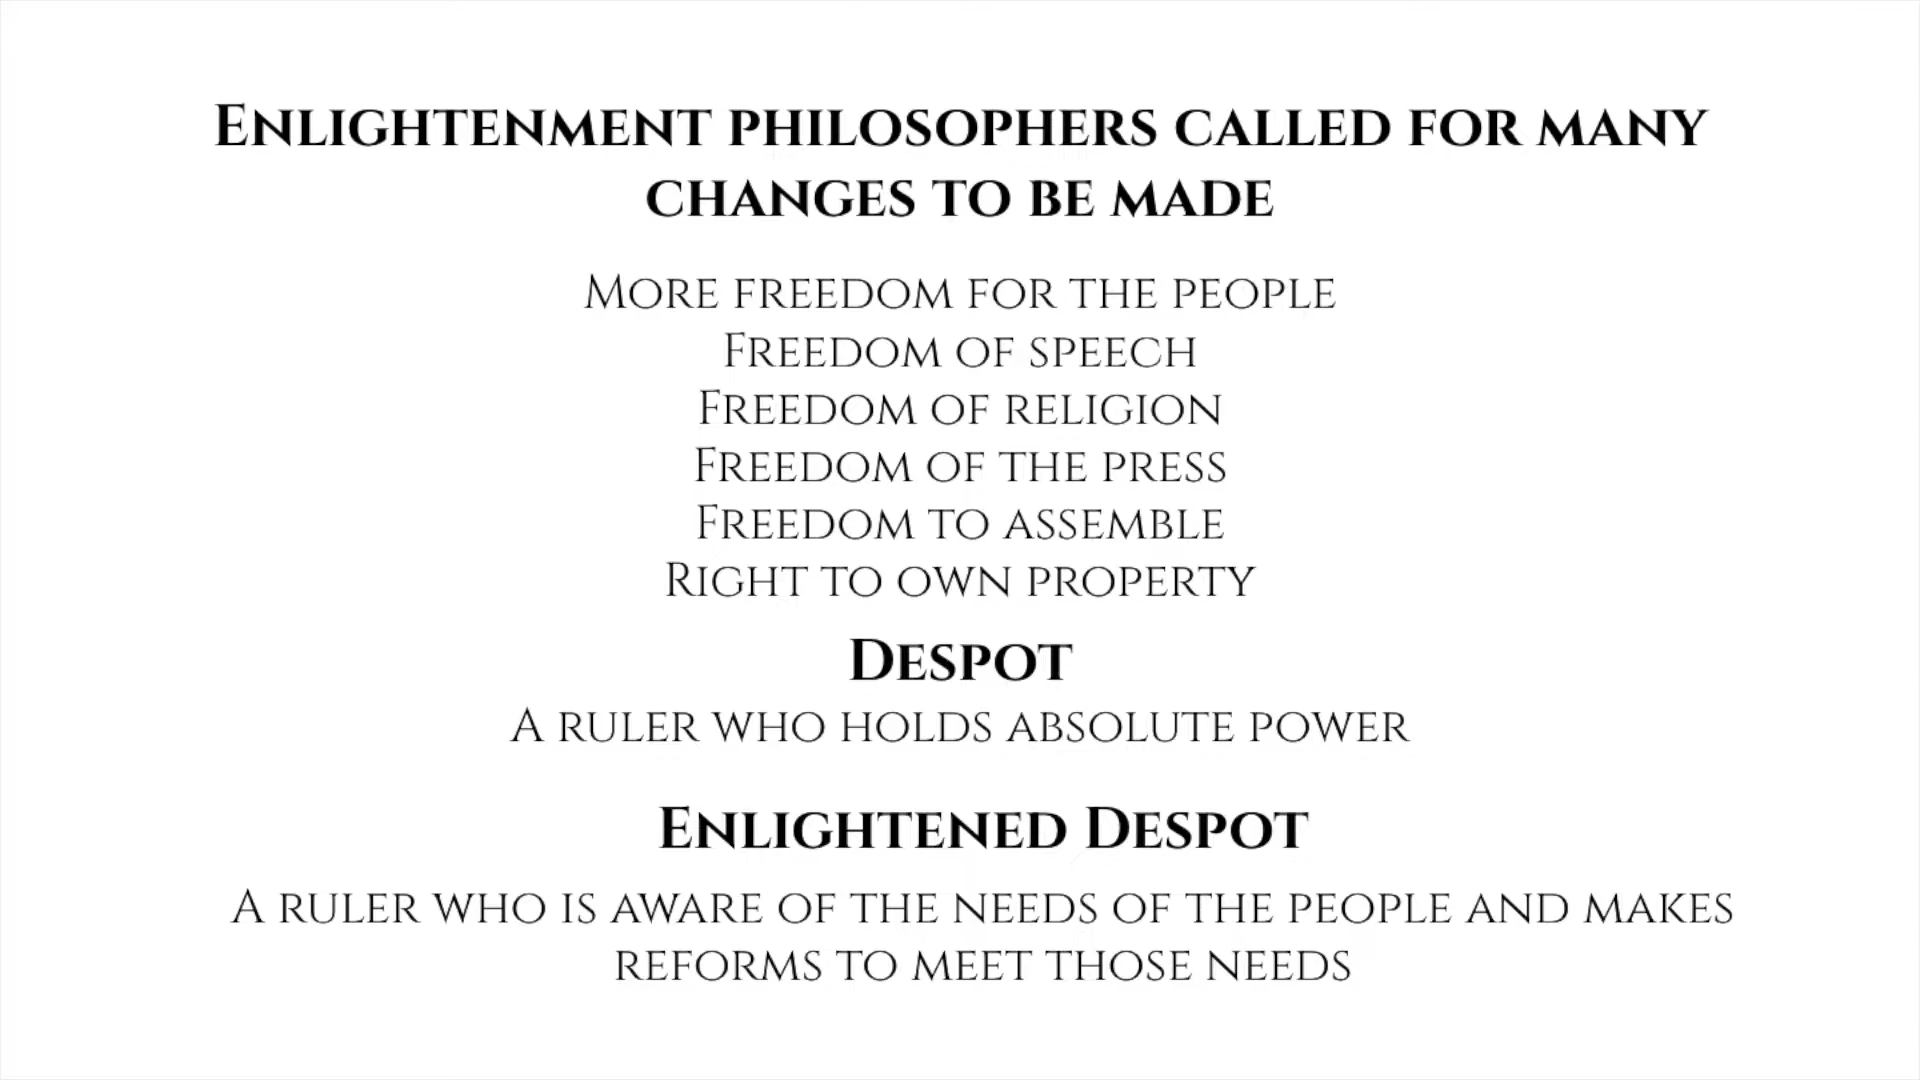 Enlightenment philosophers called for many
changes to be made
More freedom for the people
Freedom of speech
Freedom of religion
Freedom of the press
Freedom to assemble
Right to own property
Despot
A ruler who holds absolute power
Enlightened Despot
A ruler who is aware of the needs of the people and makes
reforms to meet those needs